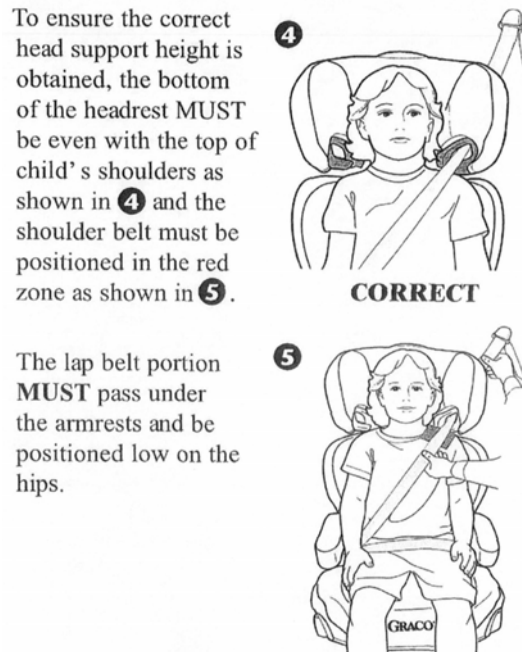 To ensure the correct
head support height is
obtained, the bottom
of the headrest MUST
be even with the top of
child's shoulders as
shown in 4 and the
shoulder belt must be
positioned in the red
zone as shown in 5.
4
CORRECT
The lap belt portion
MUST pass under
the armrests and be
positioned low on the
hips.
5
GRACO